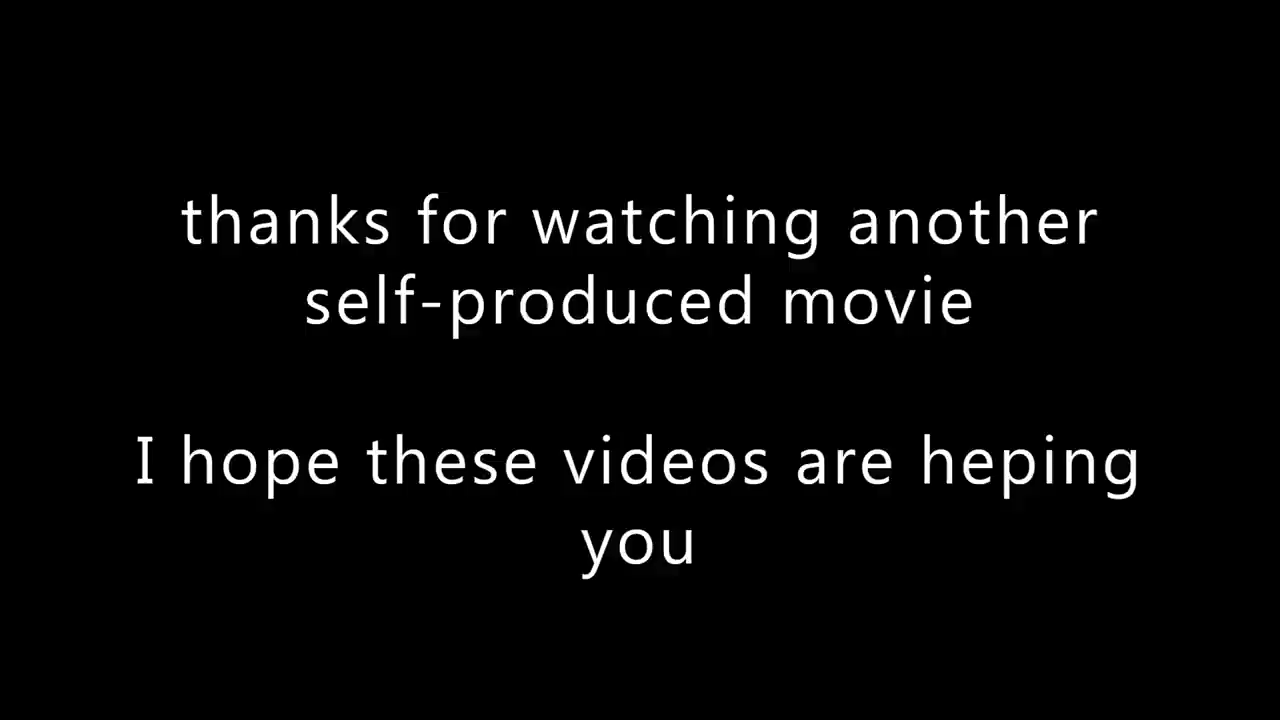 thanks for watching another
self-produced movie
I hope these videos are heping
you